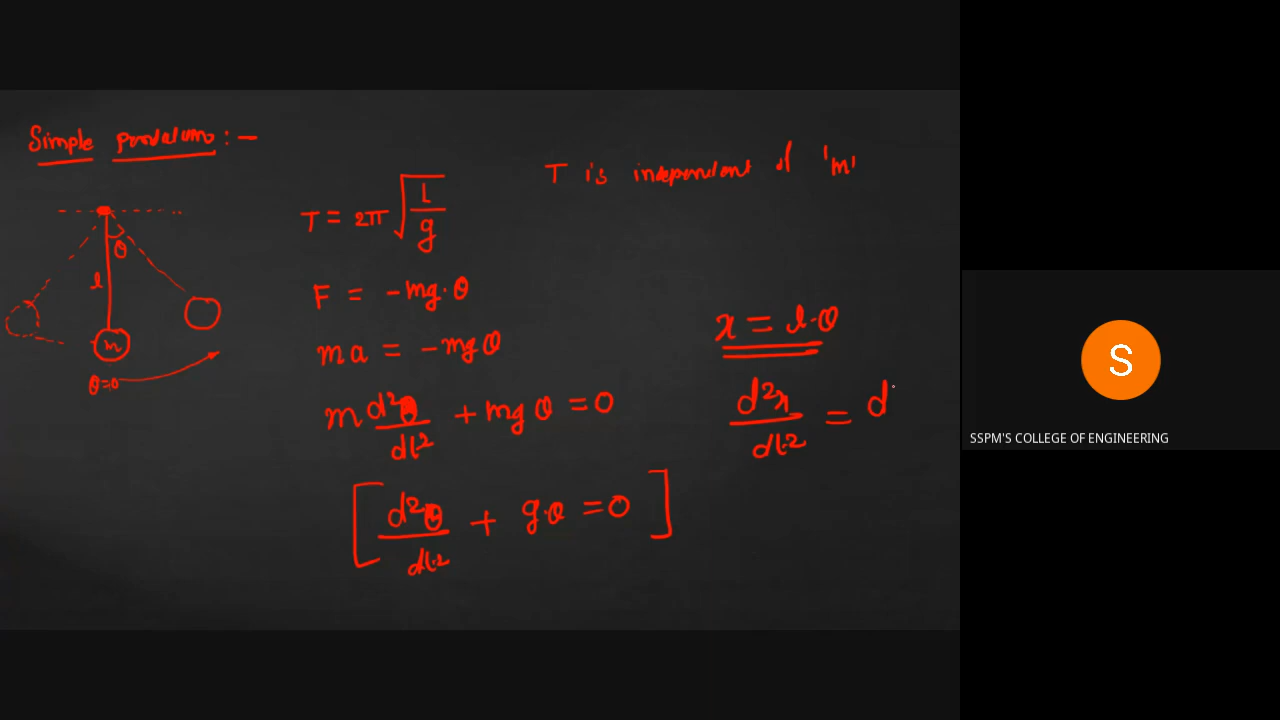 Simple pendulum : -
T is independent of 'm'
T = 2π √(l/g)
θ
l
m
θ=0
F = -mg.θ
ma = -mgθ
m d²θ/dt² + mgθ = 0
[ d²θ/dt² + g.θ = 0 ]
x = l.θ
d²x/dt² = d
S
SSPM'S COLLEGE OF ENGINEERING